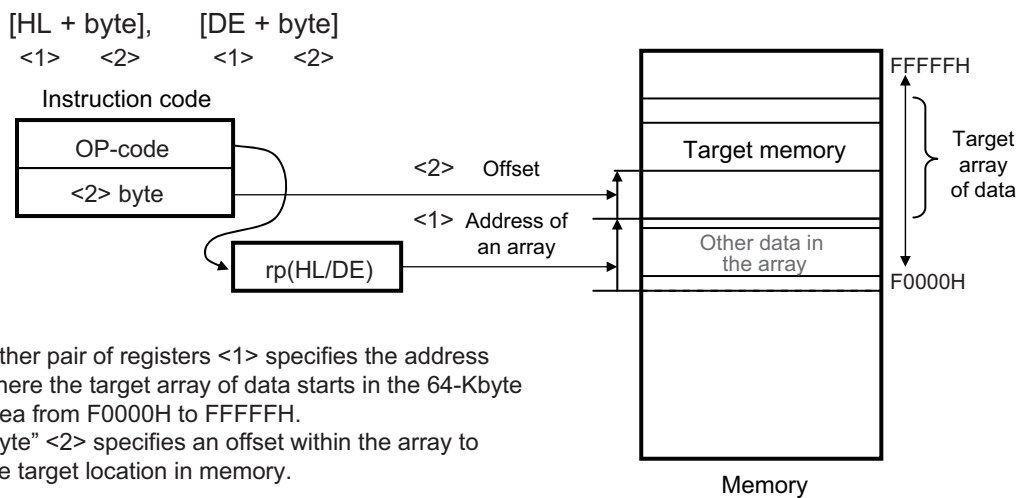 [HL + byte], [DE + byte]
<1> <2> <1> <2>
Instruction code
OP-code
<2> byte
<2> Offset
<1> Address of
an array
rp(HL/DE)
FFFFFH
Target memory
Target
array
of data
Other data in
the array
F0000H
Memory
ther pair of registers <1> specifies the address
here the target array of data starts in the 64-Kbyte
ea from F0000H to FFFFFH.
yte” <2> specifies an offset within the array to
e target location in memory.